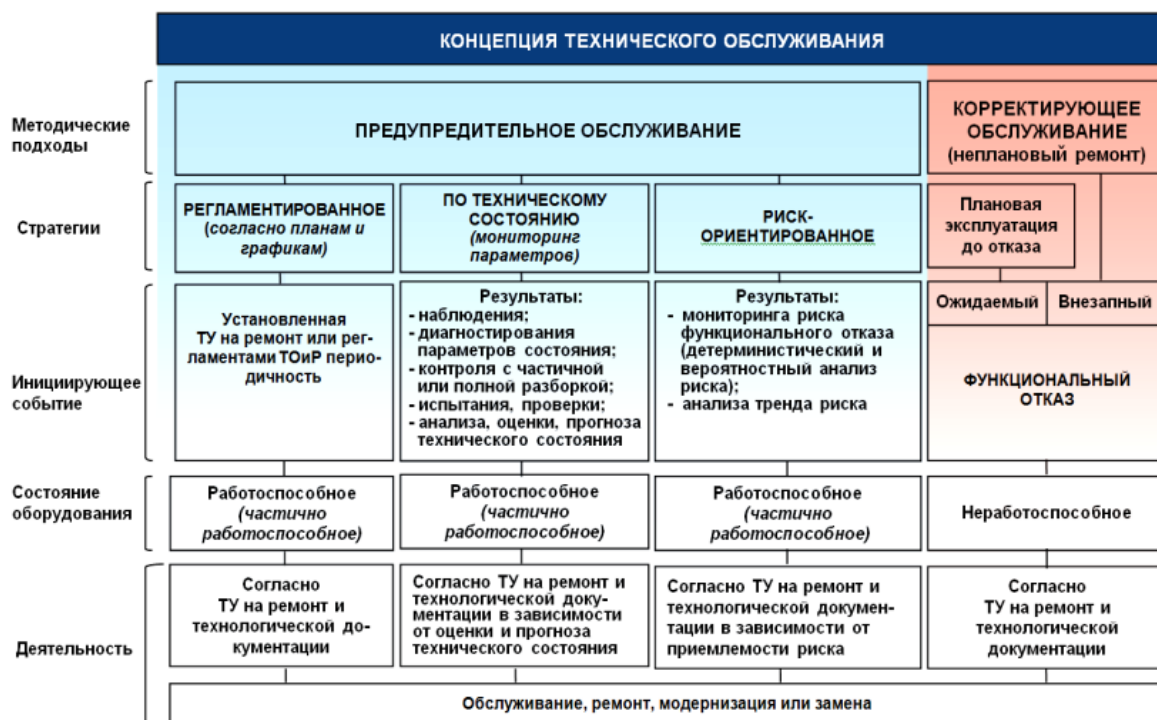 КОНЦЕПЦИЯ ТЕХНИЧЕСКОГО ОБСЛУЖИВАНИЯ
Методические
подходы
ПРЕДУПРЕДИТЕЛЬНОЕ ОБСЛУЖИВАНИЕ
КОРРЕКТИРУЮЩЕЕ
ОБСЛУЖИВАНИЕ
(неплановый ремонт)
Стратегии
РЕГЛАМЕНТИРОВАННОЕ
(согласно планам и
графикам)
ПО ТЕХНИЧЕСКОМУ
СОСТОЯНИЮ
(мониторинг
параметров)
РИСК-
ОРИЕНТИРОВАННОЕ
Плановая
эксплуатация
до отказа
Инициирующее
событие
Установленная
ТУ на ремонт или рег-
ламентами ТОиР перио-
дичность
Результаты:
- наблюдения;
- диагностирования
параметров состояния;
- контроля с частичной
или полной разборкой;
- испытания, проверки;
- анализа, оценки, прогноза
технического состояния
Результаты:
- мониторинга риска
функционального отказа
(детерминистический и
вероятностный анализ
риска);
- анализа тренда риска
Ожидаемый
Внезапный
ФУНКЦИОНАЛЬНЫЙ
ОТКАЗ
Состояние
оборудования
Работоспособное
(частично
работоспособное)
Работоспособное
(частично
работоспособное)
Работоспособное
(частично
работоспособное)
Неработоспособное
Деятельность
Согласно
ТУ на ремонт и
технологической до-
кументации
Согласно ТУ на ремонт и
технологической доку-
ментации в зависимости
от оценки и прогноза
технического состояния
Согласно ТУ на ремонт и
технологической докумен-
тации в зависимости от
приемлемости риска
Согласно
ТУ на ремонт и
технологической
документации
Обслуживание, ремонт, модернизация или замена